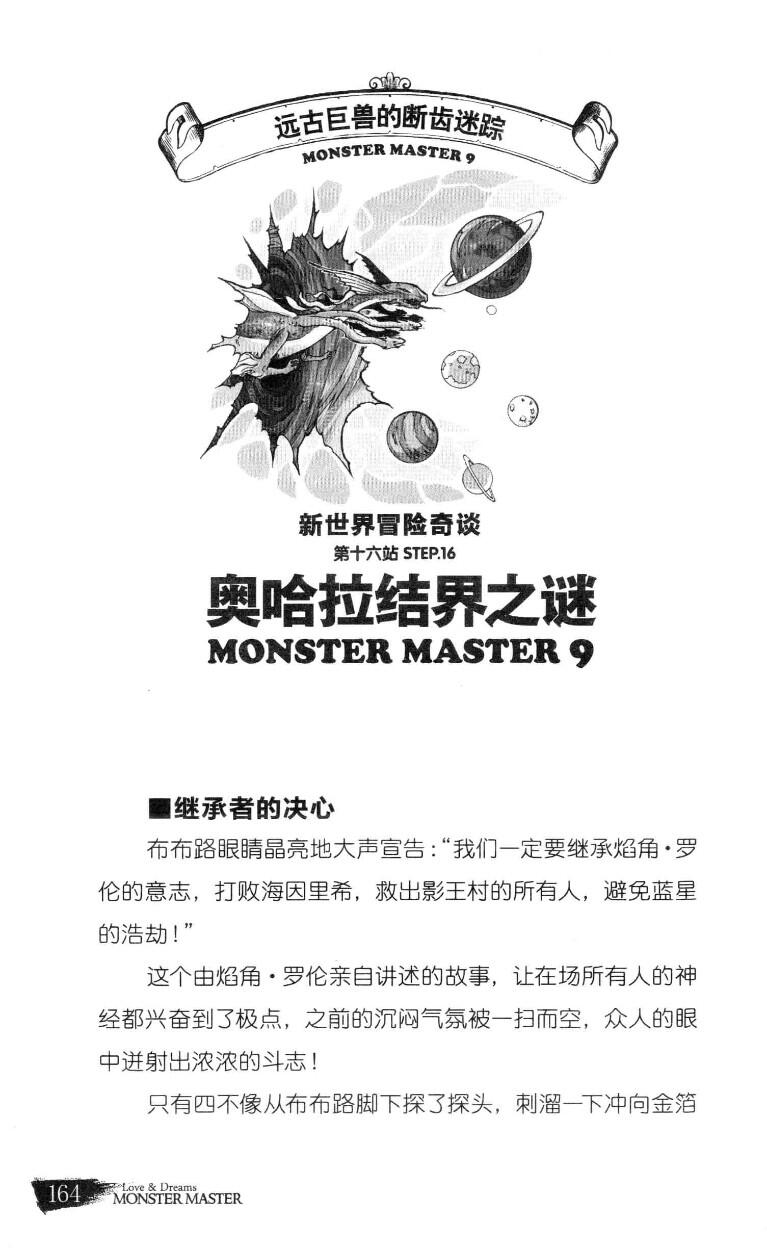 远古巨兽的断齿迷踪
MONSTER MASTER 9
新世界冒险奇谈
第十六站 STEP.16
奥哈拉结界之谜
MONSTER MASTER 9
■继承者的决心
布布路眼睛晶亮地大声宣告：“我们一定要继承焰角·罗
伦的意志，打败海因里希，救出影王村的所有人，避免蓝星
的浩劫！”
这个由焰角·罗伦亲自讲述的故事，让在场所有人的神
经都兴奋到了极点，之前的沉闷气氛被一扫而空，众人的眼
中迸射出浓浓的斗志！
只有四不像从布布路脚下探了探头，刺溜一下冲向金箔
164
Love & Dreams
MONSTER MASTER